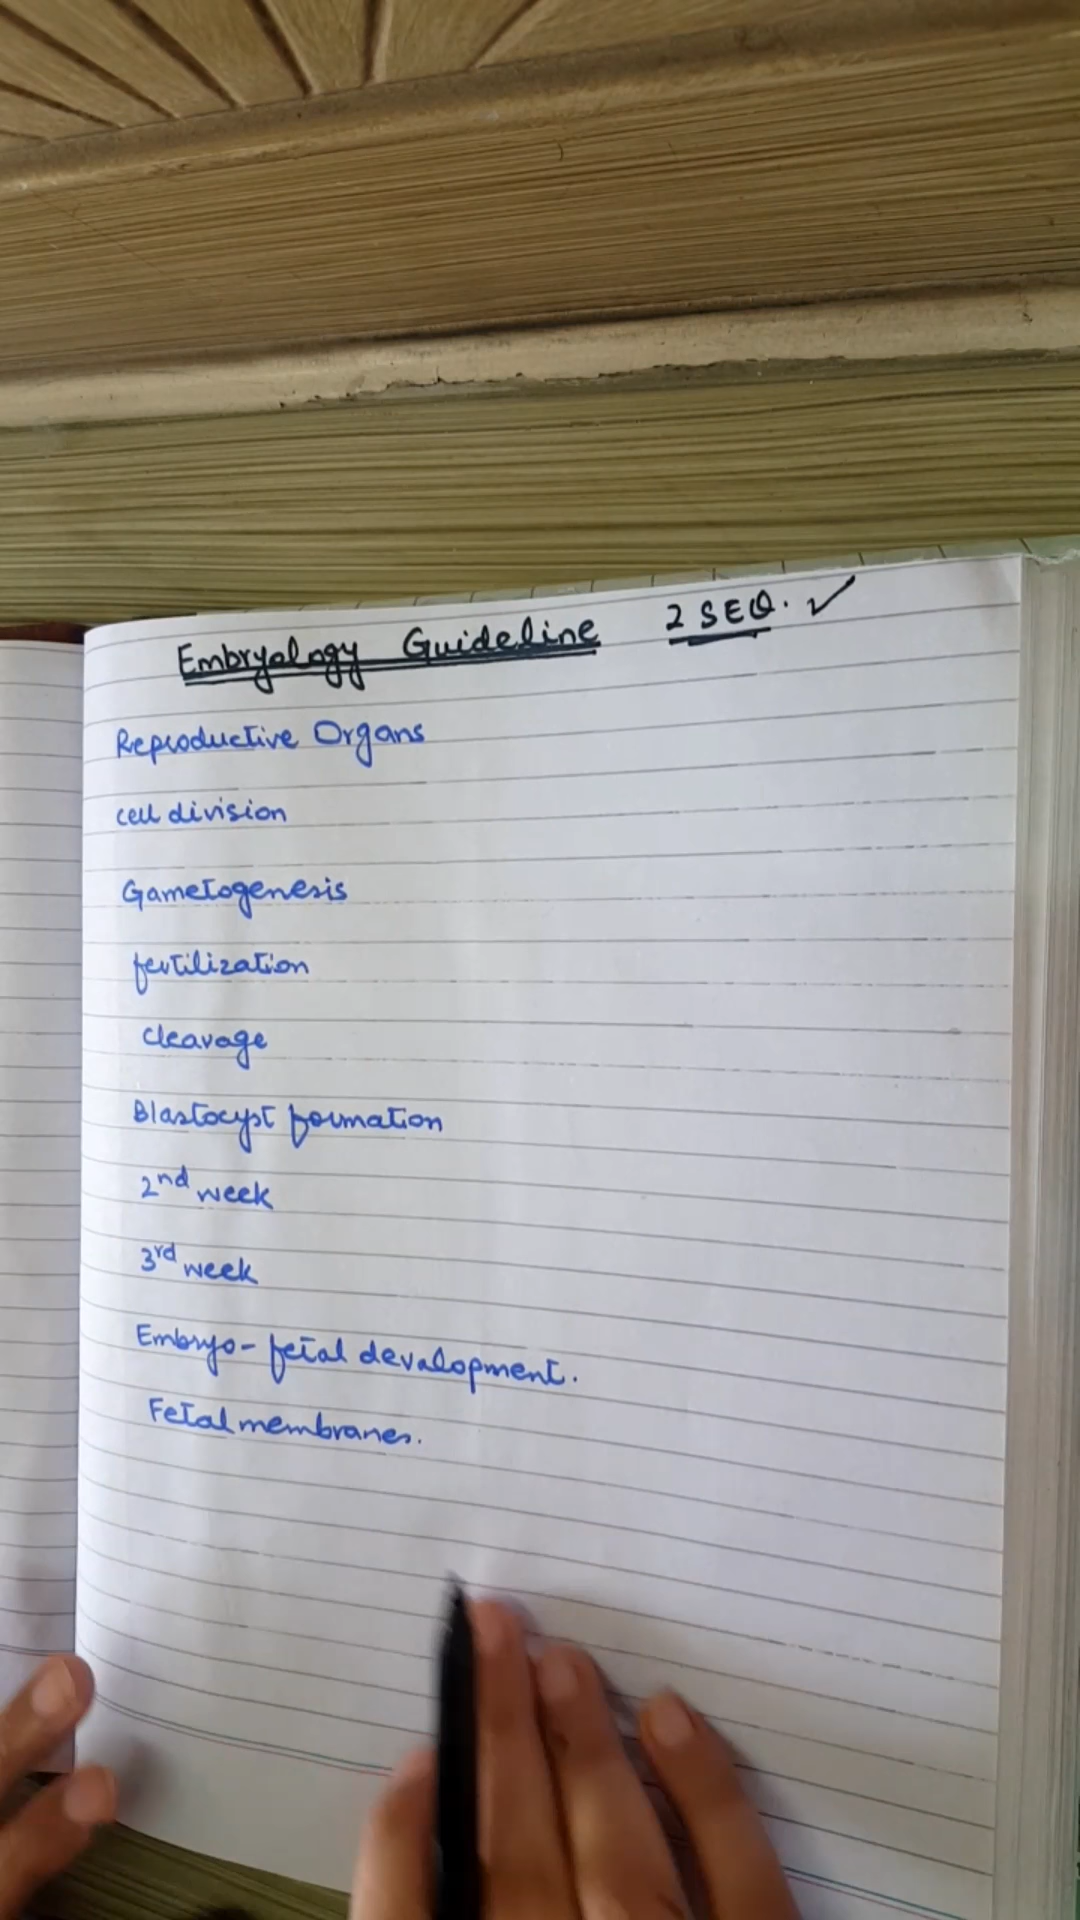 Embryology Guideline 2 SEQ. ✓
Reproductive Organs
cell division
Gametogenesis
fertilization
cleavage
Blastocyst formation
2nd week
3rd week
Embryo-fetal devalopment.
Fetal membranes.